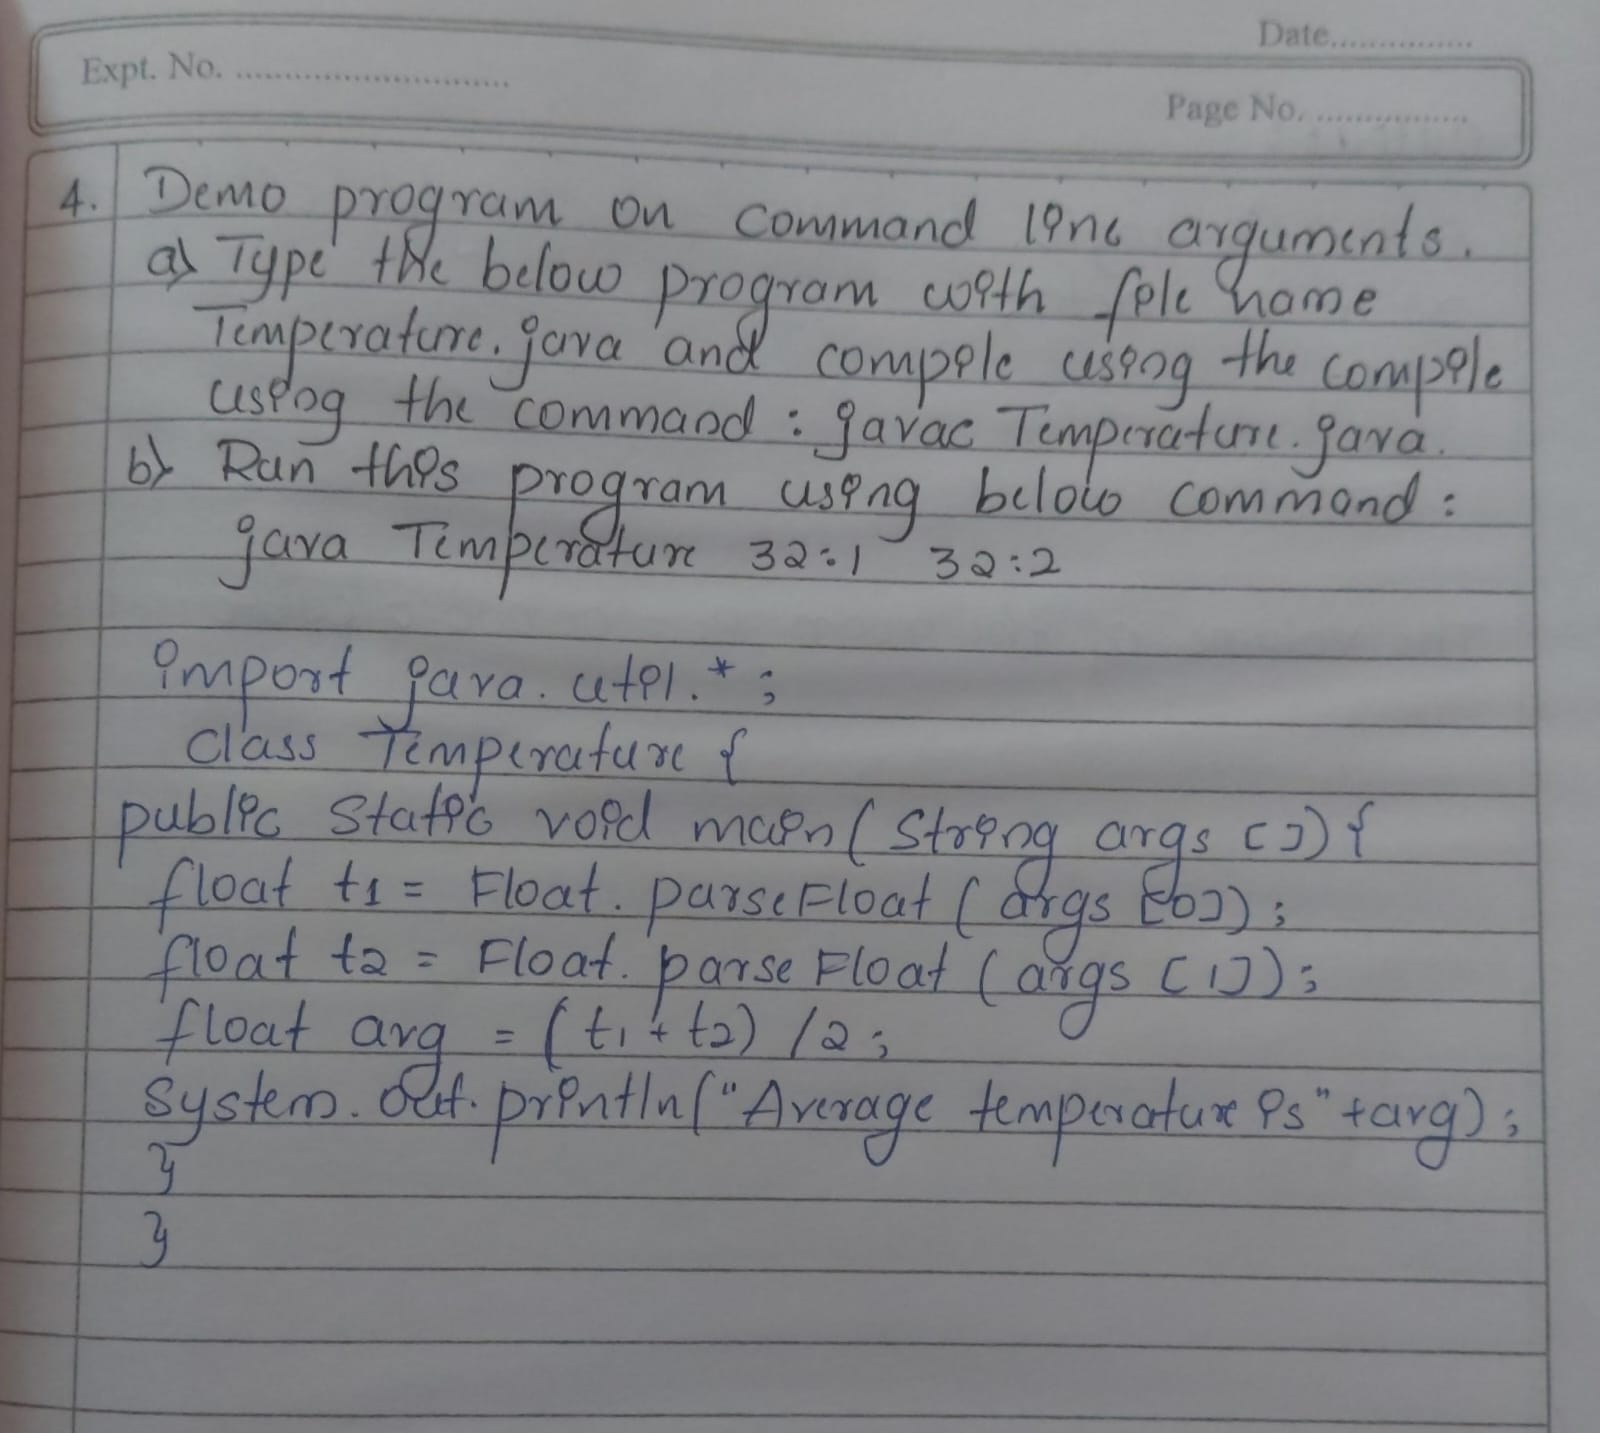 Date...............
Expt. No. ..............................
Page No. ..................
4. Demo program on command line arguments.
a) Type the below program with file name
Temperature.java and compile using the compile
using the command : javac Temperature.java.
b) Run this program using below command :
java Temperature 32:1 32:2
import java.util.*;
class Temperature {
public static void main(String args []) {
float t1 = Float.parseFloat (args [0]);
float t2 = Float.parseFloat (args [1]);
float avg = (t1 + t2) /2;
System.out.println("Average temperature is"+avg);
}
}